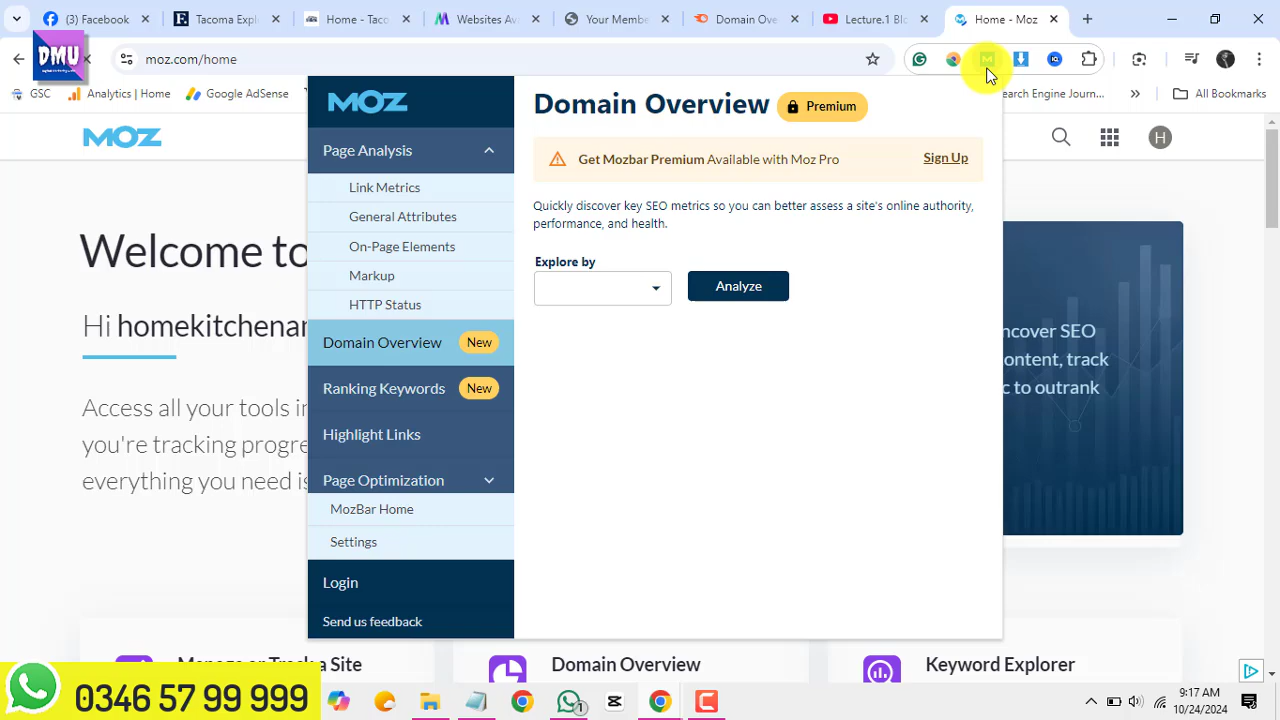 (3) Facebook
Tacoma Explo
Home - Taco
Websites Av
Your Membe
Domain Ove
Lecture.1 Bl
Home - Moz
DMU
moz.com/home
GSC
Analytics | Home
Google AdSense
Search Engine Journ...
All Bookmarks
MOZ
H
MOZ
Page Analysis
Link Metrics
General Attributes
On-Page Elements
Markup
HTTP Status
Domain Overview New
Ranking Keywords New
Highlight Links
Page Optimization
MozBar Home
Settings
Login
Send us feedback
Domain Overview Premium
Get Mozbar Premium Available with Moz Pro Sign Up
Quickly discover key SEO metrics so you can better assess a site's online authority,
performance, and health.
Explore by
Analyze
Welcome to
Hi homekitchenar
Access all your tools in
you're tracking progre
everything you need is
ncover SEO
ontent, track
c to outrank
Manage or Track a Site
Domain Overview
Keyword Explorer
0346 57 99 999
9:17 AM
10/24/2024